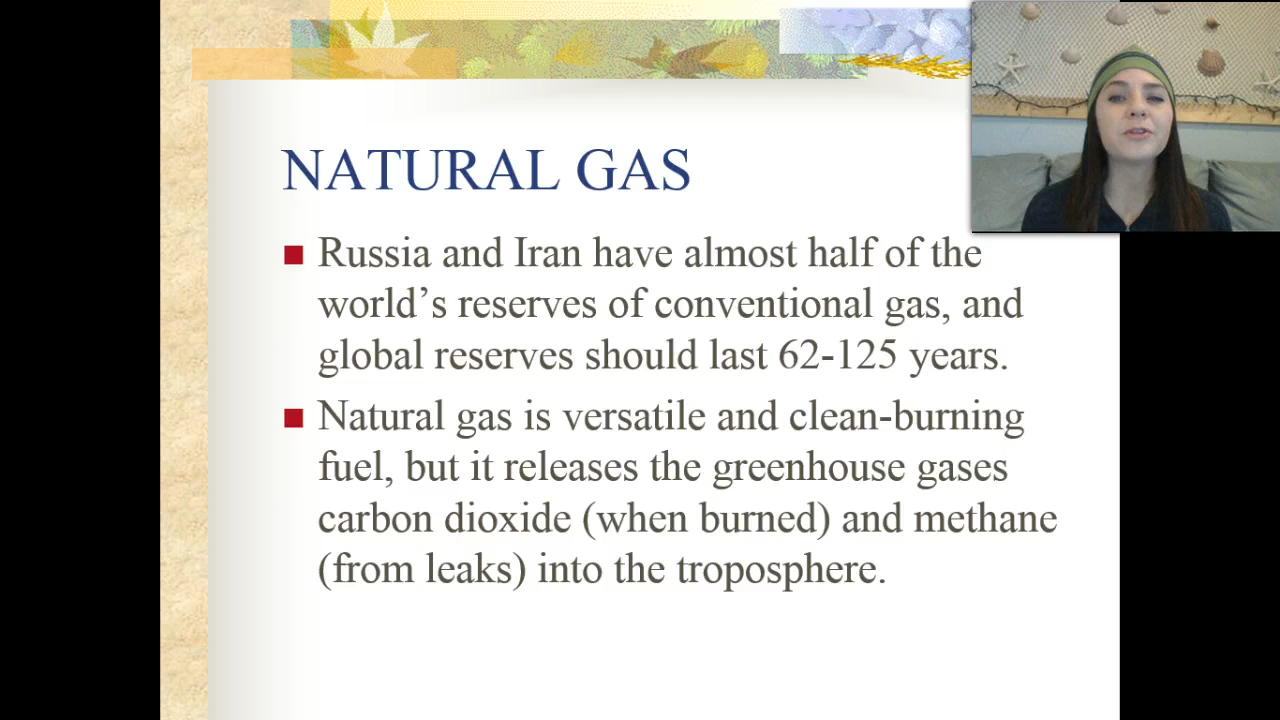 NATURAL GAS
Russia and Iran have almost half of the
world’s reserves of conventional gas, and
global reserves should last 62-125 years.
Natural gas is versatile and clean-burning
fuel, but it releases the greenhouse gases
carbon dioxide (when burned) and methane
(from leaks) into the troposphere.